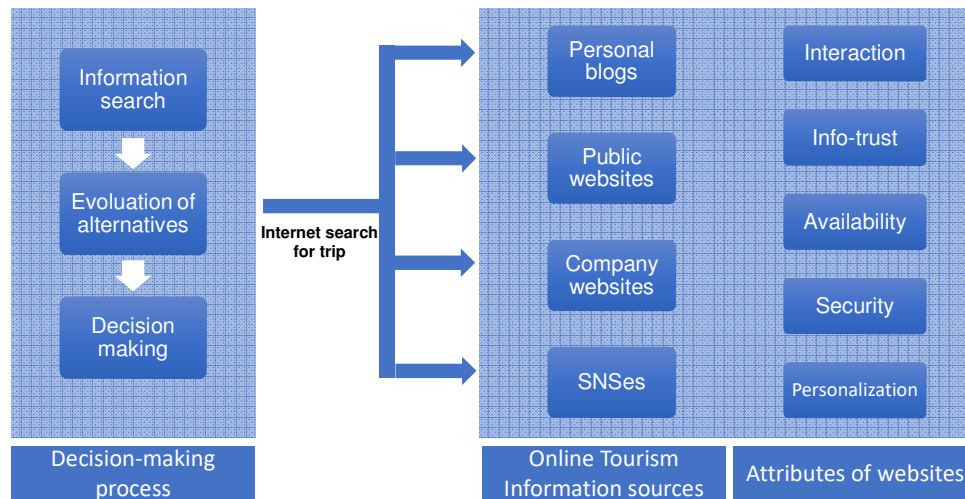 Information
search
Evoluation of
alternatives
Decision
making
Decision-making
process
Internet search
for trip
Personal
blogs
Public
websites
Company
websites
SNSes
Online Tourism
Information sources
Interaction
Info-trust
Availability
Security
Personalization
Attributes of websites